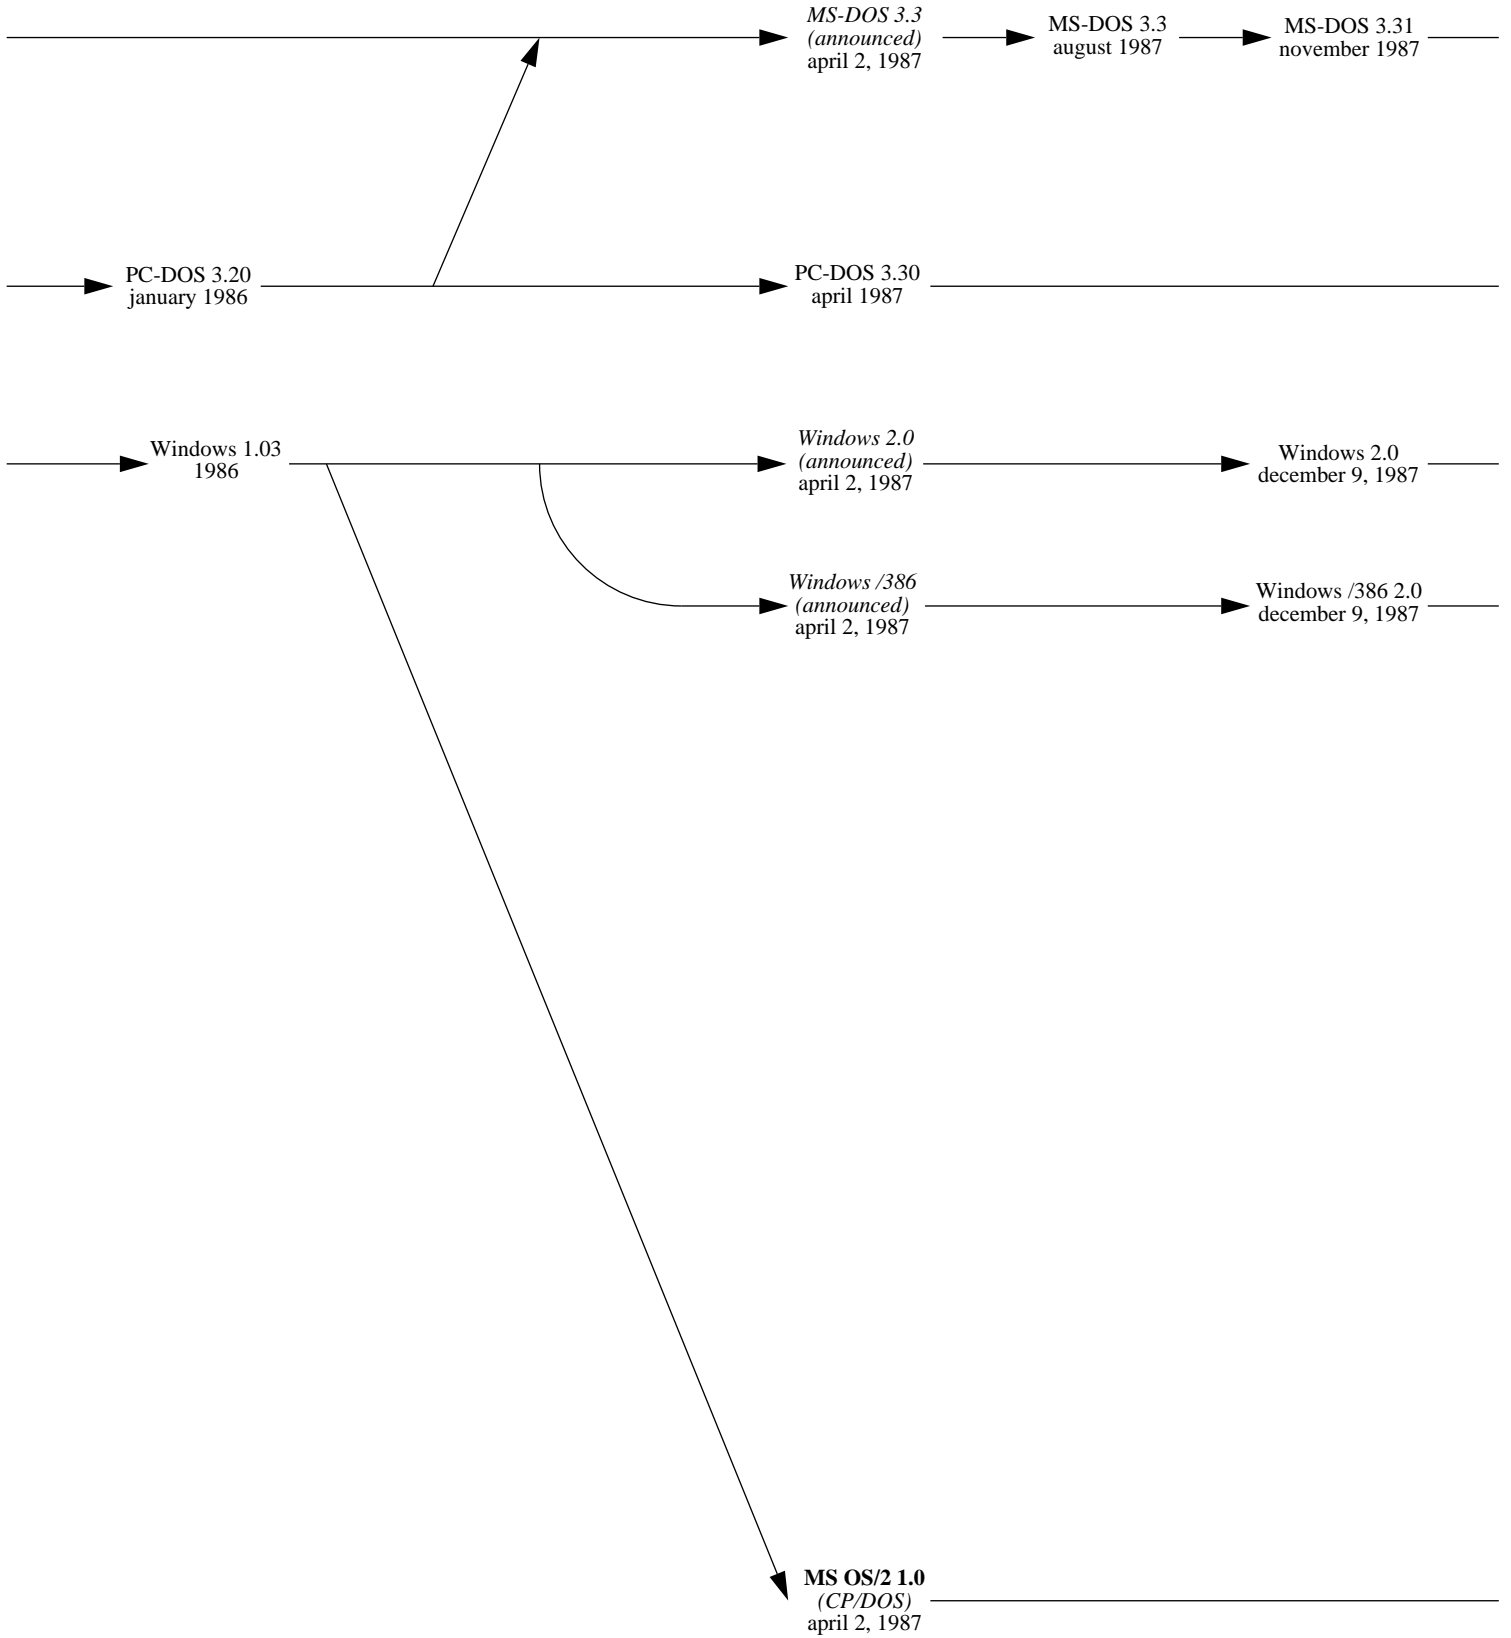 MS-DOS 3.3
(announced)
april 2, 1987
MS-DOS 3.3
august 1987
MS-DOS 3.31
november 1987
PC-DOS 3.20
january 1986
PC-DOS 3.30
april 1987
Windows 1.03
1986
Windows 2.0
(announced)
april 2, 1987
Windows 2.0
december 9, 1987
Windows /386
(announced)
april 2, 1987
Windows /386 2.0
december 9, 1987
MS OS/2 1.0
(CP/DOS)
april 2, 1987